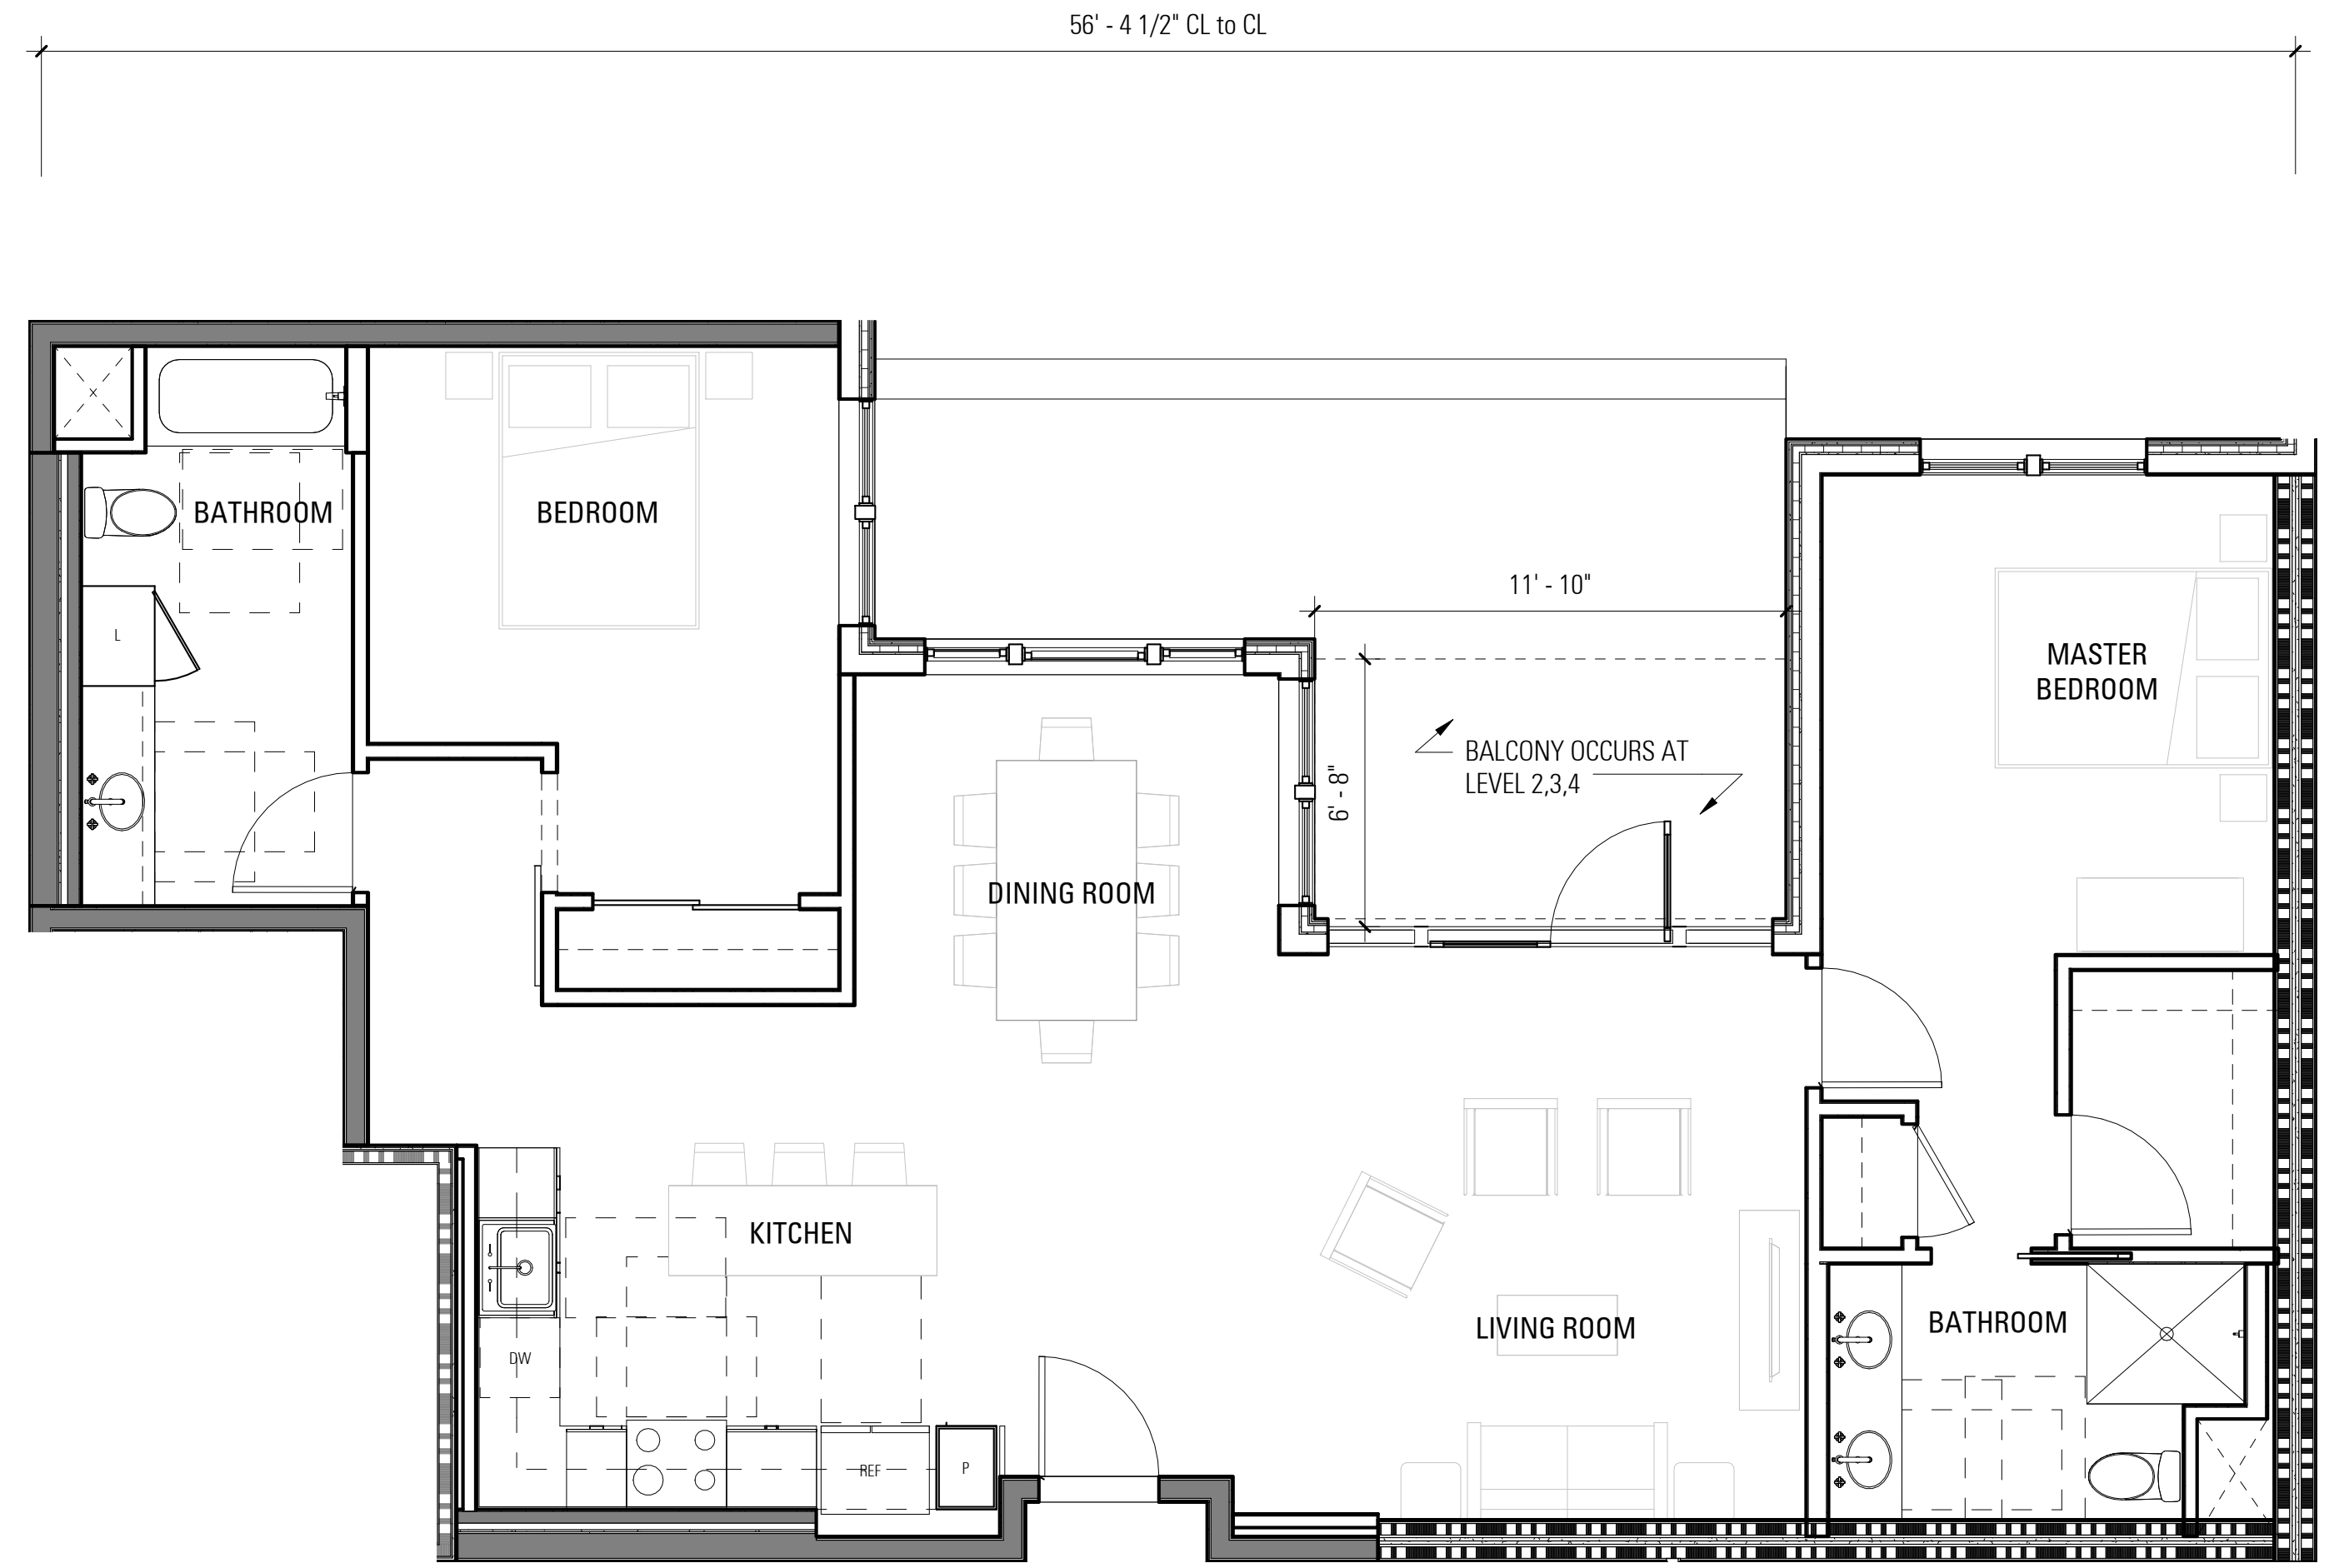 56' - 4 1/2" CL to CL
BATHROOM
BEDROOM
11' - 10"
L
MASTER
BEDROOM
6' - 8"
BALCONY OCCURS AT
LEVEL 2,3,4
DINING ROOM
KITCHEN
LIVING ROOM
BATHROOM
DW
REF
P